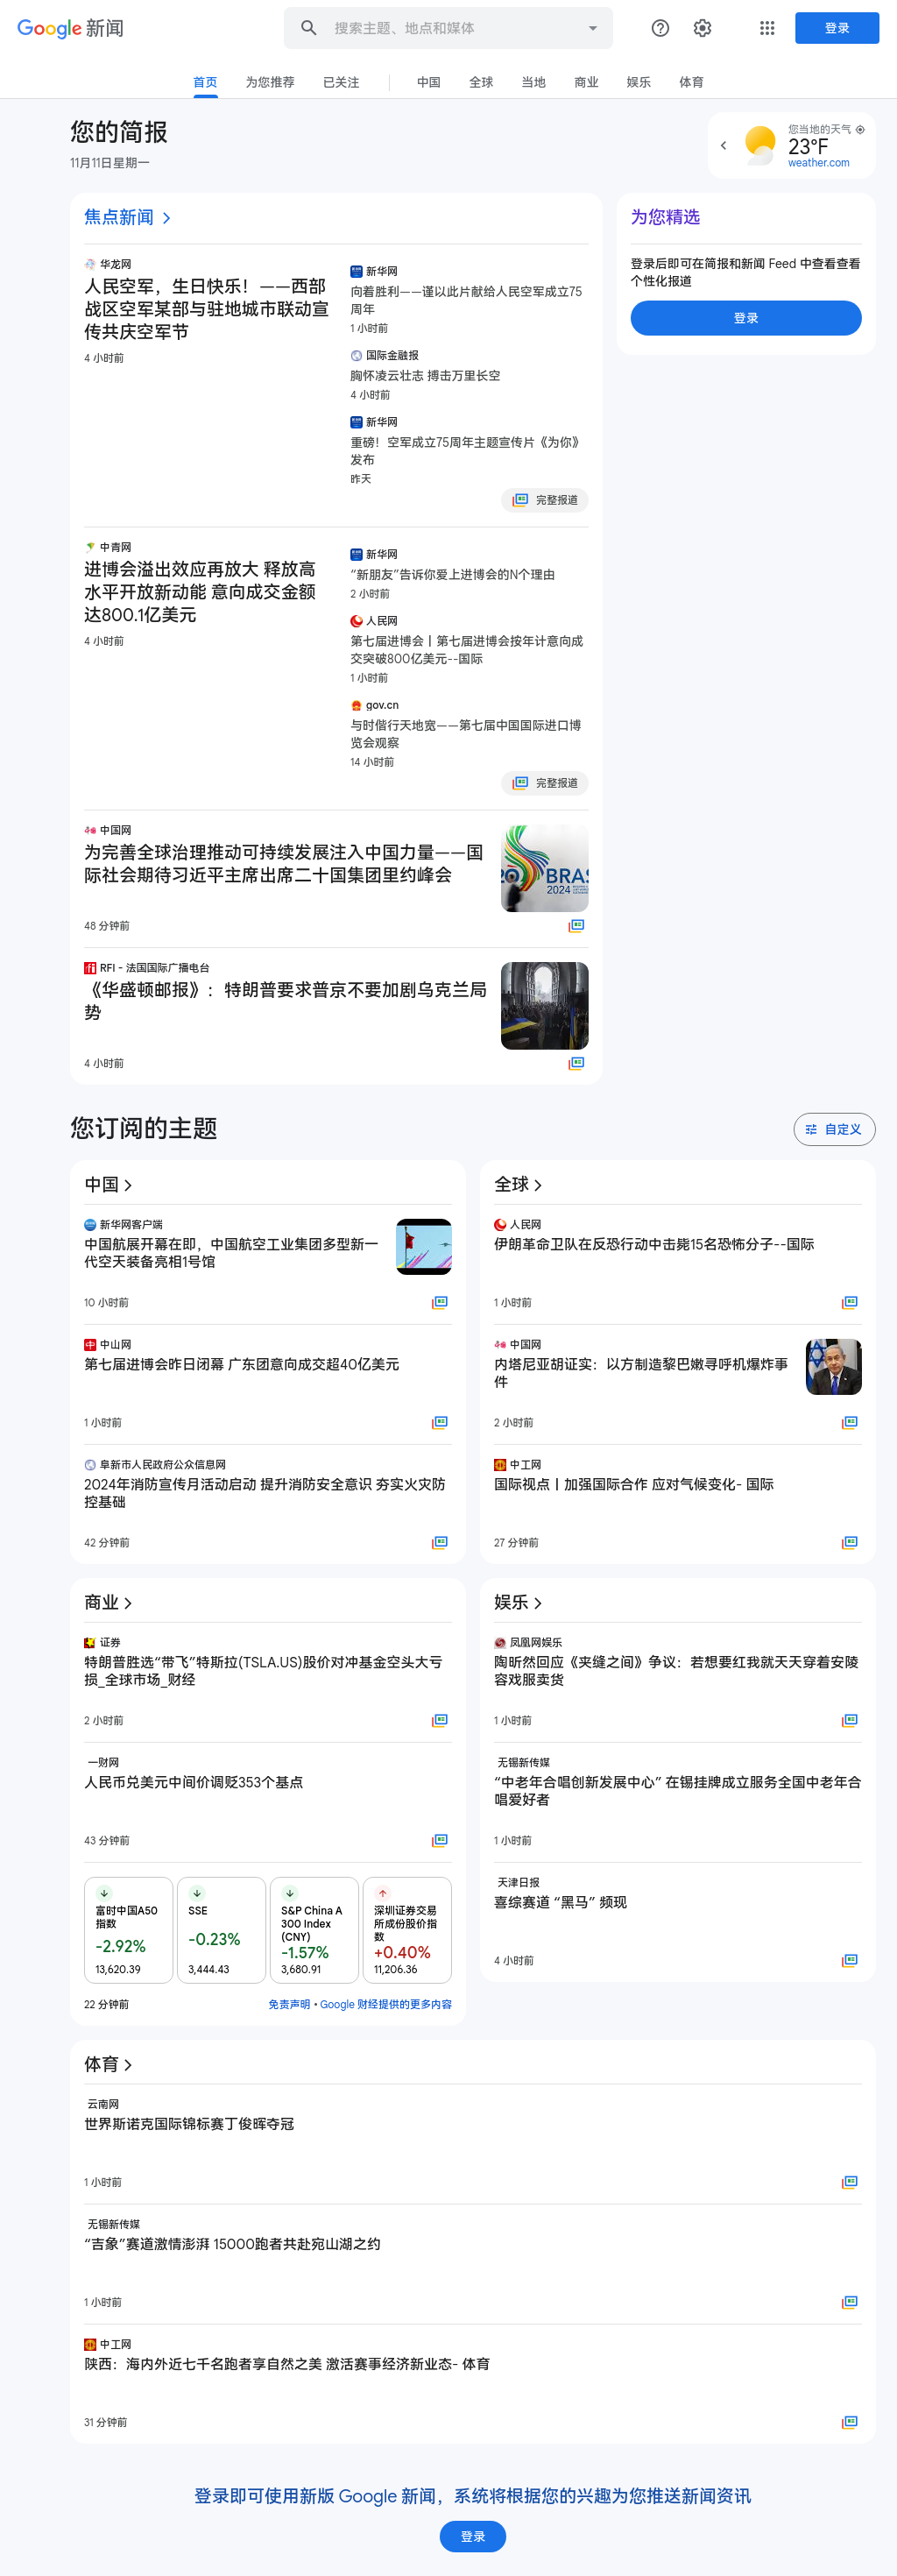 Google 新闻
搜索主题、地点和媒体
登录
首页
为您推荐
已关注
中国
全球
当地
商业
娱乐
体育
您的简报
11月11日星期一
您当地的天气
23°F
weather.com
焦点新闻
华龙网
人民空军，生日快乐！——西部
战区空军某部与驻地城市联动宣
传共庆空军节
4 小时前
新华网
向着胜利——谨以此片献给人民空军成立75
周年
1 小时前
国际金融报
胸怀凌云壮志 搏击万里长空
4 小时前
新华网
重磅！空军成立75周年主题宣传片《为你》
发布
昨天
完整报道
中青网
进博会溢出效应再放大 释放高
水平开放新动能 意向成交金额
达800.1亿美元
4 小时前
新华网
“新朋友”告诉你爱上进博会的N个理由
2 小时前
人民网
第七届进博会丨第七届进博会按年计意向成
交突破800亿美元--国际
1 小时前
gov.cn
与时偕行天地宽——第七届中国国际进口博
览会观察
14 小时前
完整报道
中国网
为完善全球治理推动可持续发展注入中国力量——国
际社会期待习近平主席出席二十国集团里约峰会
48 分钟前
BRAS
2024
RFI - 法国国际广播电台
《华盛顿邮报》：特朗普要求普京不要加剧乌克兰局
势
4 小时前
为您精选
登录后即可在简报和新闻 Feed 中查看查看
个性化报道
登录
您订阅的主题
自定义
中国
新华网客户端
中国航展开幕在即，中国航空工业集团多型新一
代空天装备亮相1号馆
10 小时前
中山网
第七届进博会昨日闭幕 广东团意向成交超40亿美元
1 小时前
阜新市人民政府公众信息网
2024年消防宣传月活动启动 提升消防安全意识 夯实火灾防
控基础
42 分钟前
全球
人民网
伊朗革命卫队在反恐行动中击毙15名恐怖分子--国际
1 小时前
中国网
内塔尼亚胡证实：以方制造黎巴嫩寻呼机爆炸事
件
2 小时前
中工网
国际视点丨加强国际合作 应对气候变化- 国际
27 分钟前
商业
证券
特朗普胜选“带飞”特斯拉(TSLA.US)股价对冲基金空头大亏
损_全球市场_财经
2 小时前
一财网
人民币兑美元中间价调贬353个基点
43 分钟前
富时中国A50
指数
-2.92%
13,620.39
SSE
-0.23%
3,444.43
S&P China A
300 Index
(CNY)
-1.57%
3,680.91
深圳证券交易
所成份股价指
数
+0.40%
11,206.36
22 分钟前
免责声明 • Google 财经提供的更多内容
娱乐
凤凰网娱乐
陶昕然回应《夹缝之间》争议：若想要红我就天天穿着安陵
容戏服卖货
1 小时前
无锡新传媒
“中老年合唱创新发展中心” 在锡挂牌成立服务全国中老年合
唱爱好者
1 小时前
天津日报
喜综赛道 “黑马” 频现
4 小时前
体育
云南网
世界斯诺克国际锦标赛丁俊晖夺冠
1 小时前
无锡新传媒
“吉象”赛道激情澎湃 15000跑者共赴宛山湖之约
1 小时前
中工网
陕西：海内外近七千名跑者享自然之美 激活赛事经济新业态- 体育
31 分钟前
登录即可使用新版 Google 新闻，系统将根据您的兴趣为您推送新闻资讯
登录